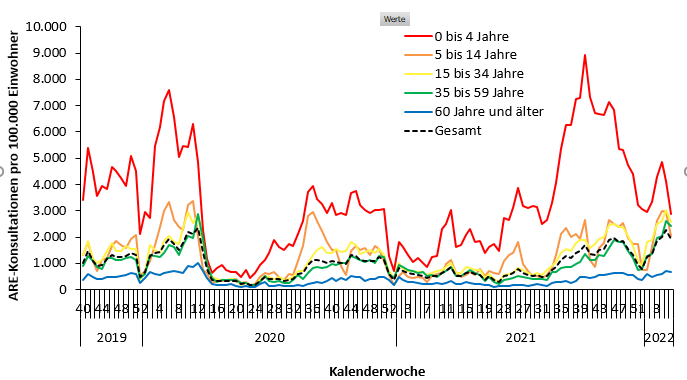 Werte
ARE-Konsultationen pro 100.000 Einwohner
10.000
9.000
8.000
7.000
6.000
5.000
4.000
3.000
2.000
1.000
0
0 bis 4 Jahre
5 bis 14 Jahre
15 bis 34 Jahre
35 bis 59 Jahre
60 Jahre und älter
Gesamt
40 44 48 52 4 8 12 16 20 24 28 32 36 40 44 48 52 3 7 11 15 19 23 27 31 35 39 43 47 51 3
2019 2020 2021 2022
Kalenderwoche